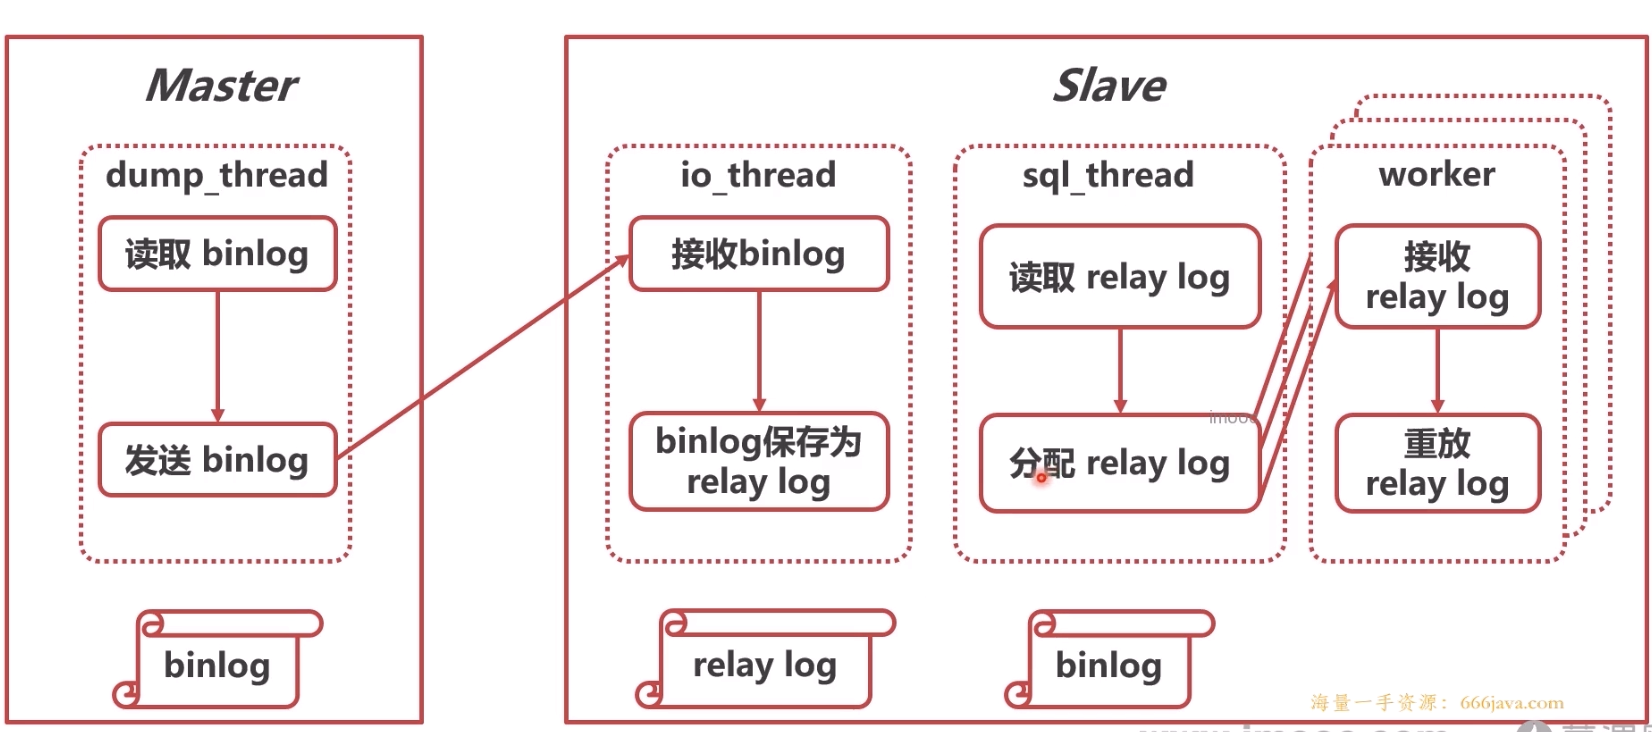 Master
Slave
dump_thread
读取 binlog
发送 binlog
io_thread
接收binlog
binlog保存为
relay log
sql_thread
读取 relay log
分配 relay log
worker
接收
relay log
重放
relay log
binlog
relay log
binlog
海量一手资源：666java.com